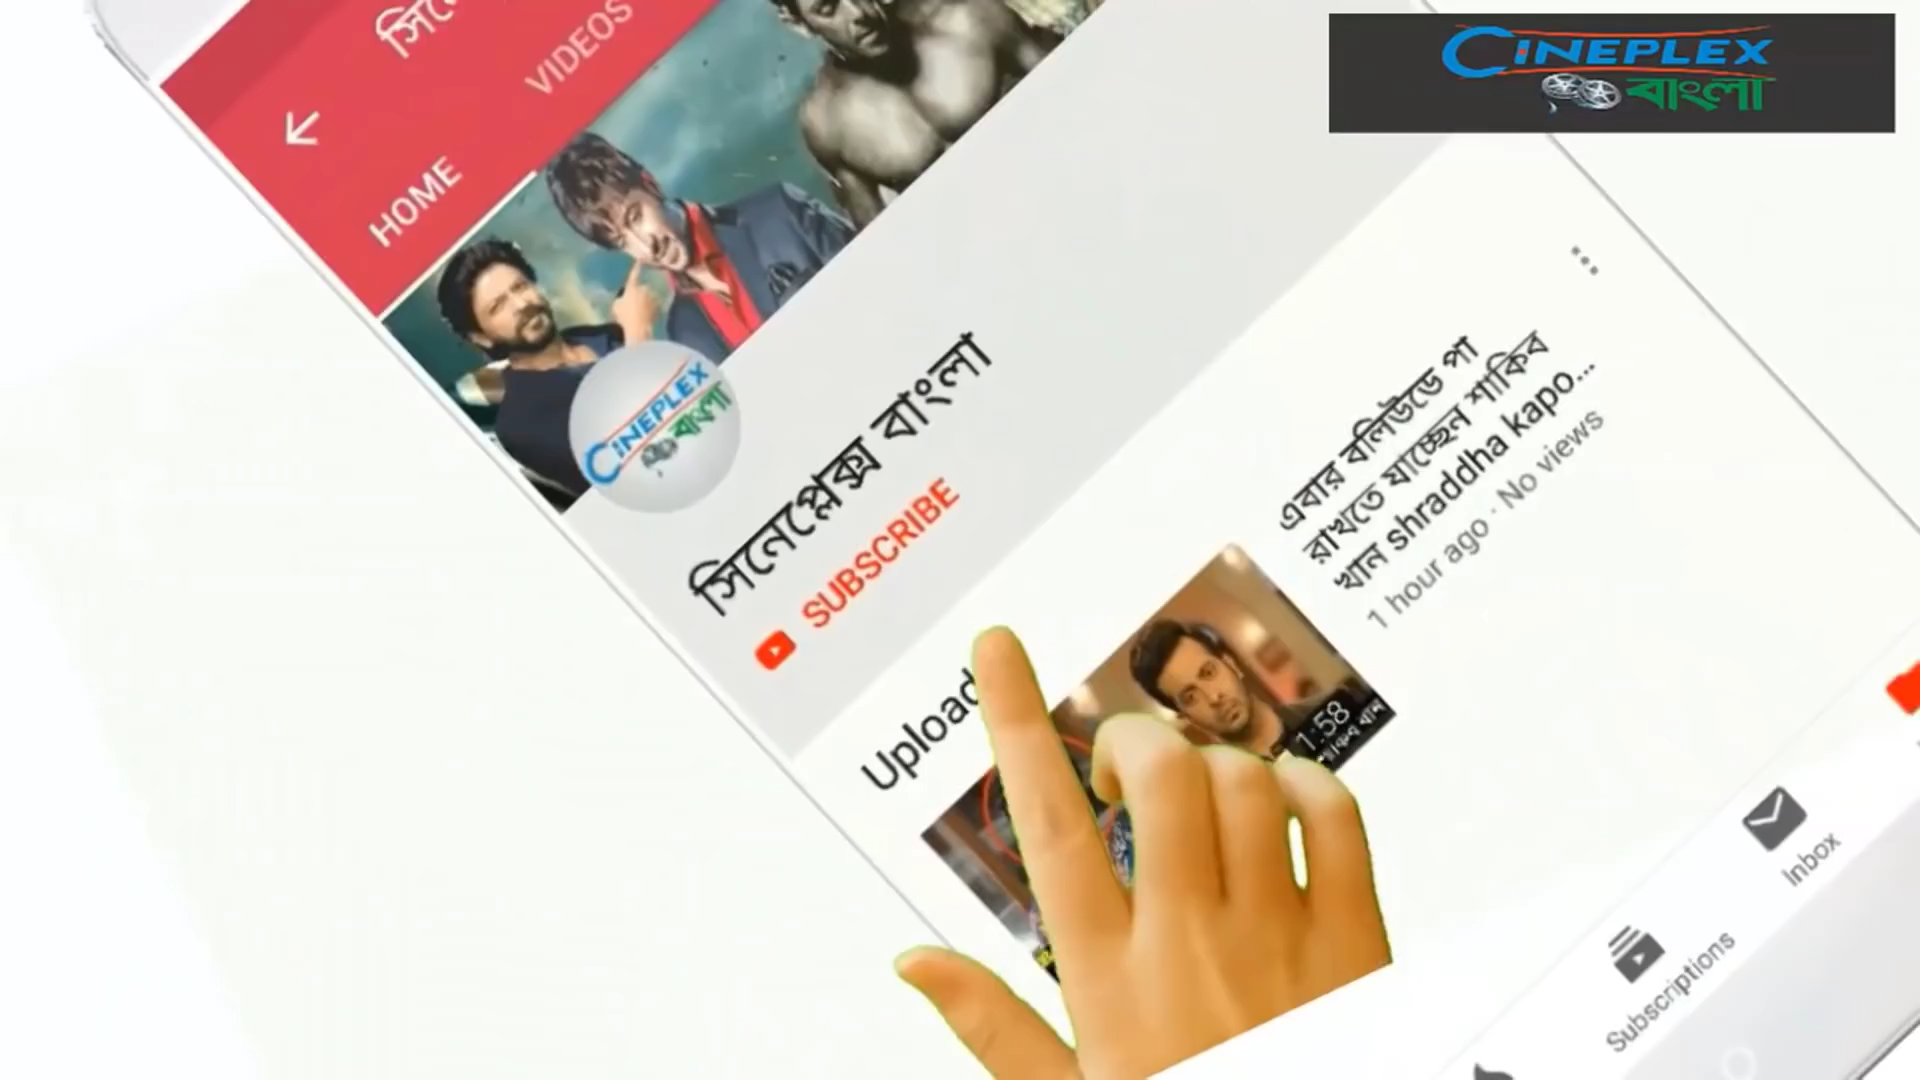 CINEPLEX
বাংলা
সিনে
VIDEOS
HOME
CINEPLEX
বাংলা
সিনেপ্লেক্স বাংলা
SUBSCRIBE
এবার বলিউডে পা
রাখতে যাচ্ছেন শাকিব
খান shraddha kapo...
1 hour ago · No views
1:58
Inbox
Subscriptions